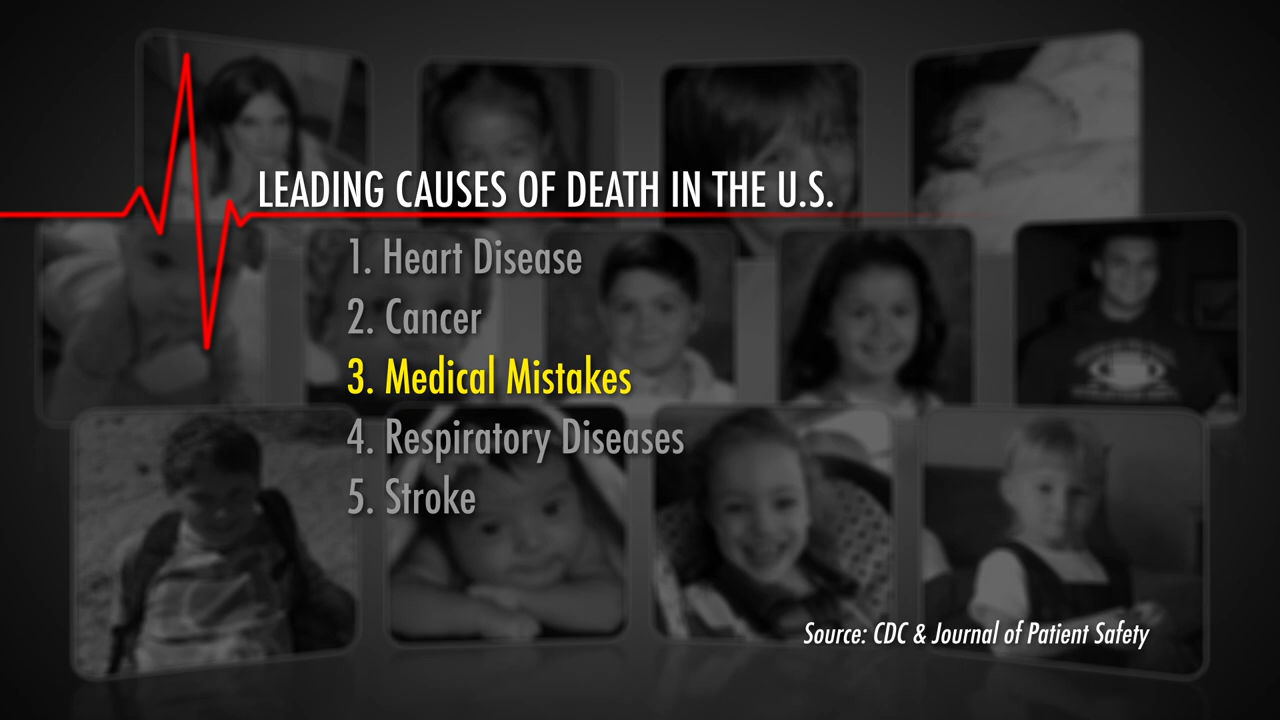 LEADING CAUSES OF DEATH IN THE U.S.
1. Heart Disease
2. Cancer
3. Medical Mistakes
4. Respiratory Diseases
5. Stroke
Source: CDC & Journal of Patient Safety